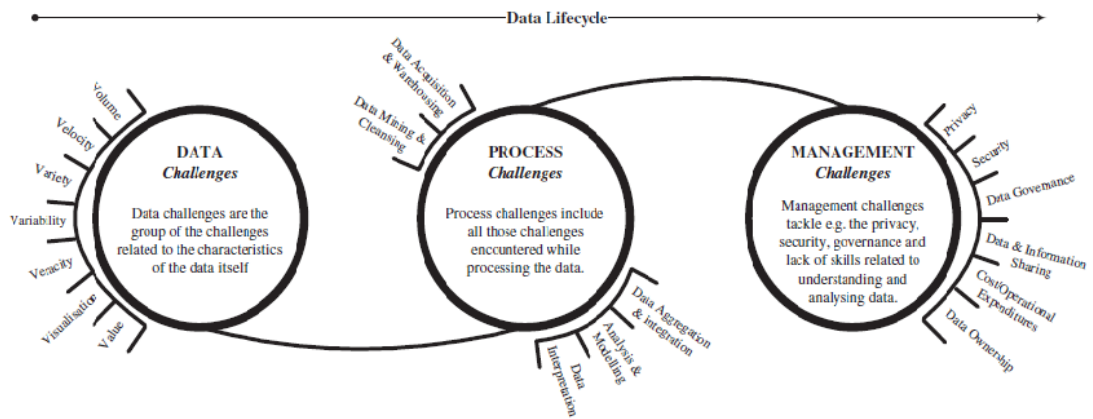 Data Lifecycle
Volume
Velocity
Variety
Variability
Veracity
Visualisation
Value
DATA
Challenges
Data challenges are the
group of the challenges
related to the characteristics
of the data itself
Data Acquisition
& Warehousing
Data Mining &
Cleansing
PROCESS
Challenges
Process challenges include
all those challenges
encountered while
processing the data.
Data Aggregation
& integration
Analysis &
Modelling
Data
Interpretation
MANAGEMENT
Challenges
Management challenges
tackle e.g. the privacy,
security, governance and
lack of skills related to
understanding and
analysing data.
Privacy
Security
Data Governance
Data & Information
Sharing
Cost/Operational
Expenditures
Data Ownership